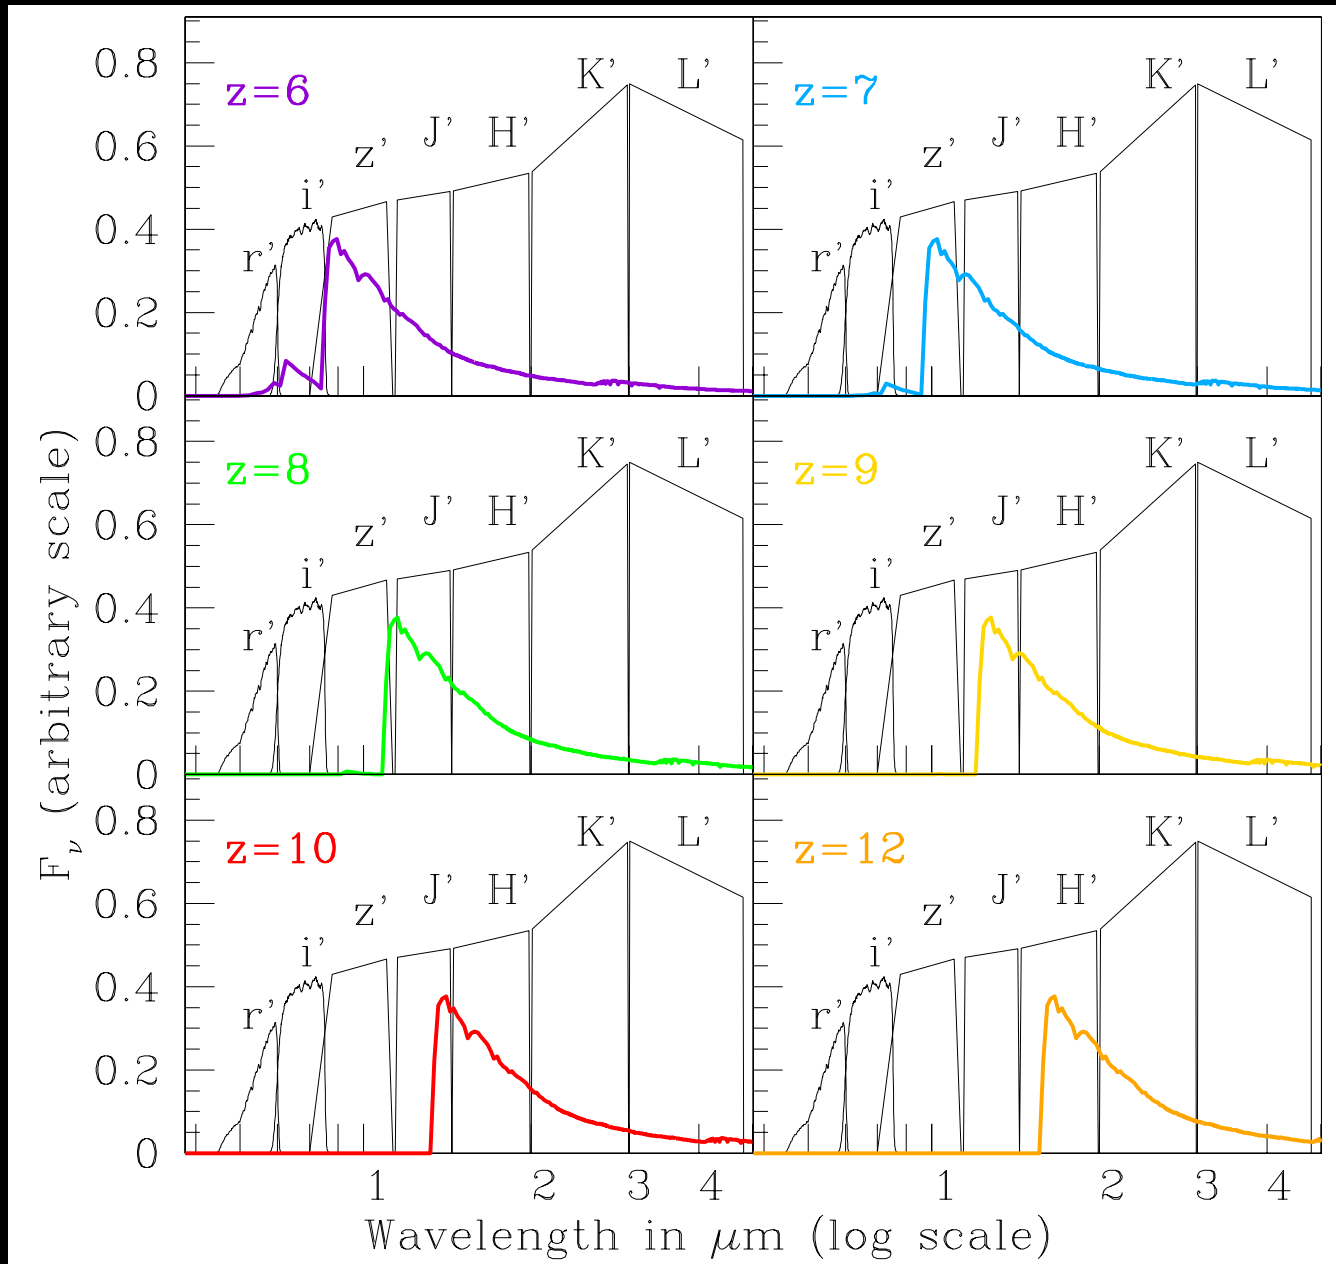 K’ L’ K’ L’
0.8
z=6 z=7
J’ H’ J’ H’
0.6
z’ z’
i’ i’
0.4
r’ r’
0.2
0
K’ L’ K’ L’
0.8
z=8 z=9
J’ H’ J’ H’
0.6
z’ z’
i’ i’
0.4
r’ r’
0.2
0
K’ L’ K’ L’
0.8
z=10 z=12
J’ H’ J’ H’
0.6
z’ z’
i’ i’
0.4
r’ r’
0.2
0
F_ν (arbitrary scale)
1 2 3 4 1 2 3 4
Wavelength in μm (log scale)